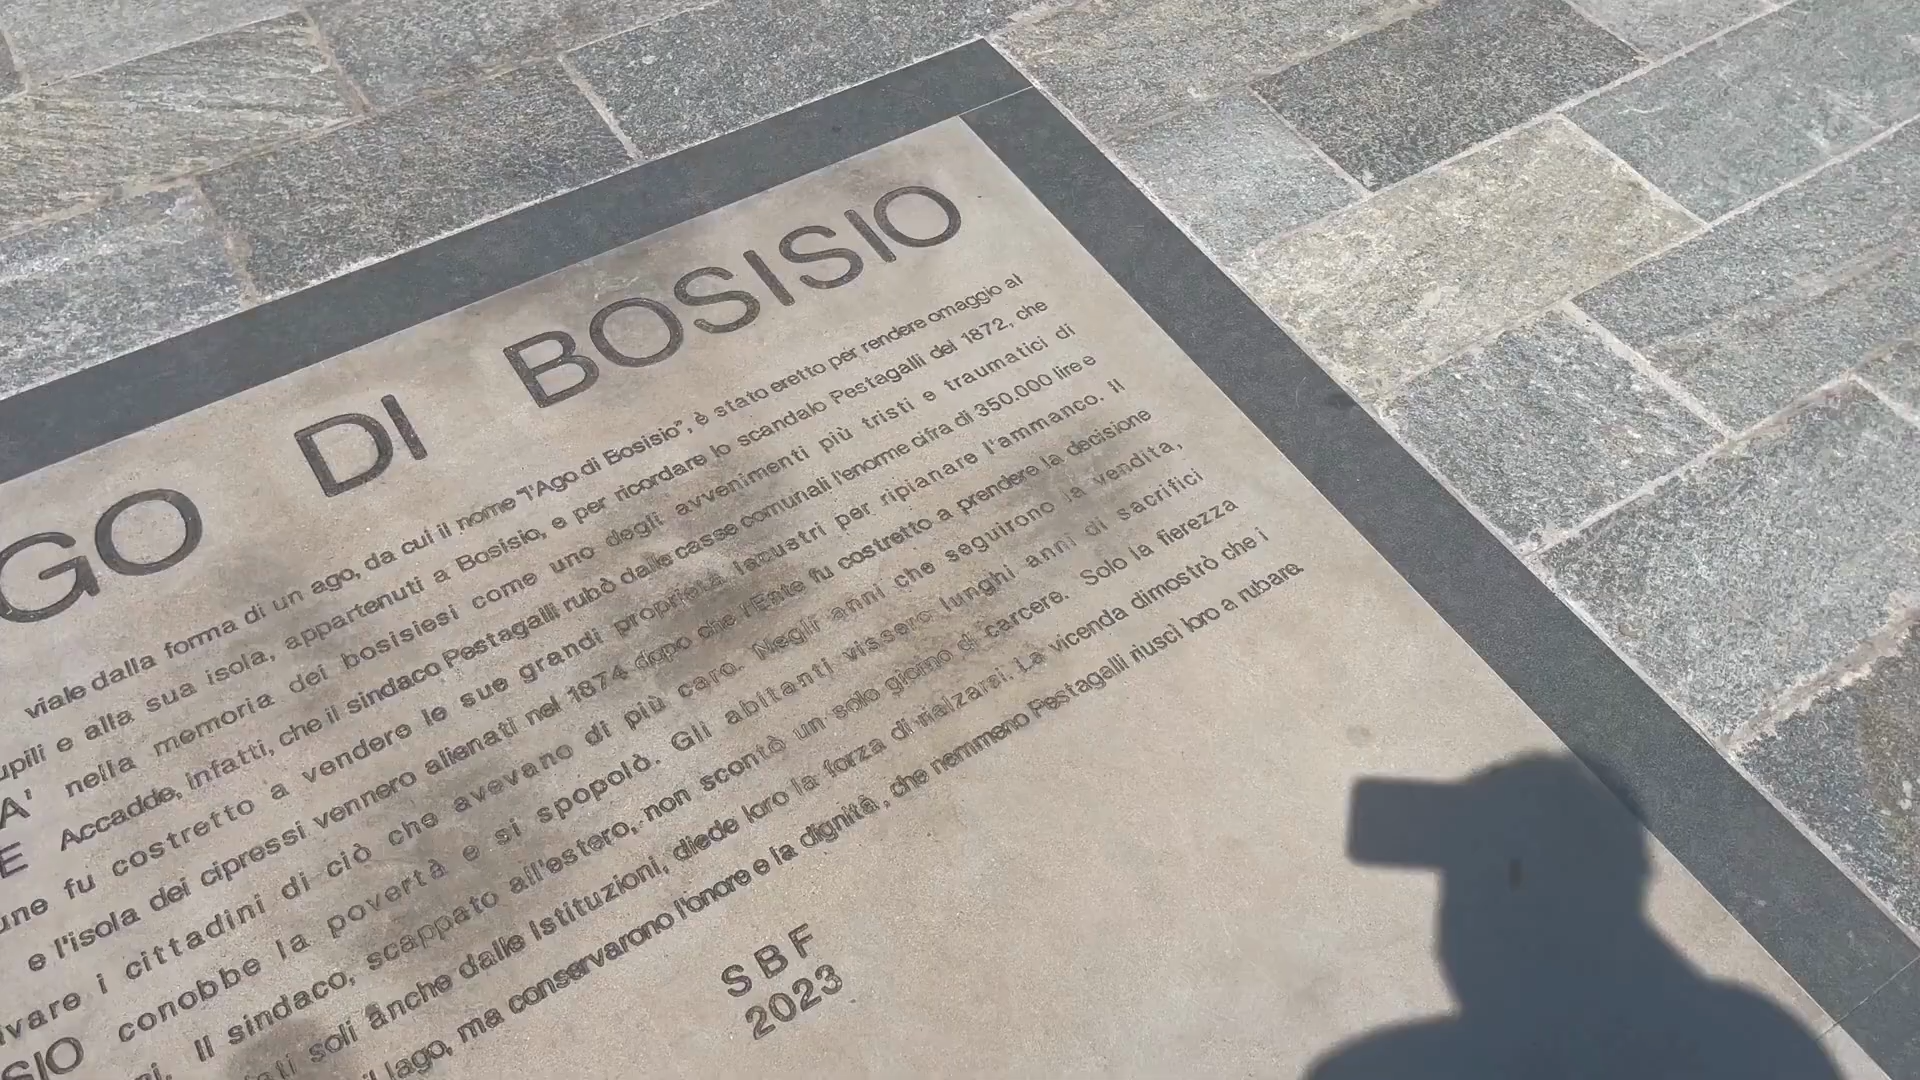 GO DI BOSISIO
viale dalla forma di un ago, da cui il nome "l'Ago di Bosisio", è stato eretto per rendere omaggio al
upili e alla sua isola, appartenuti a Bosisio, e per ricordare lo scandalo Pestagalli del 1872, che
A' nella memoria dei bosisiesi come uno degli avvenimenti più tristi e traumatici di
E Accadde, infatti, che il sindaco Pestagalli rubò dalle casse comunali l'enorme cifra di 350.000 lire e
une fu costretto a vendere le sue grandi proprietà lacustri per ripianare l'ammanco. Il
e l'isola dei cipressi vennero alienati nel 1874 dopo che l'Ente fu costretto a prendere la decisione
ivare i cittadini di ciò che avevano di più caro. Negli anni che seguirono la vendita,
SIO conobbe la povertà e si spopolò. Gli abitanti vissero lunghi anni di sacrifici
ci. Il sindaco, scappato all'estero, non scontò un solo giorno di carcere. Solo la fierezza
ati soli anche dalle Istituzioni, diede loro la forza di rialzarsi. La vicenda dimostrò che i
il lago, ma conservarono l'onore e la dignità, che nemmeno Pestagalli riuscì loro a rubare.
SBF
2023